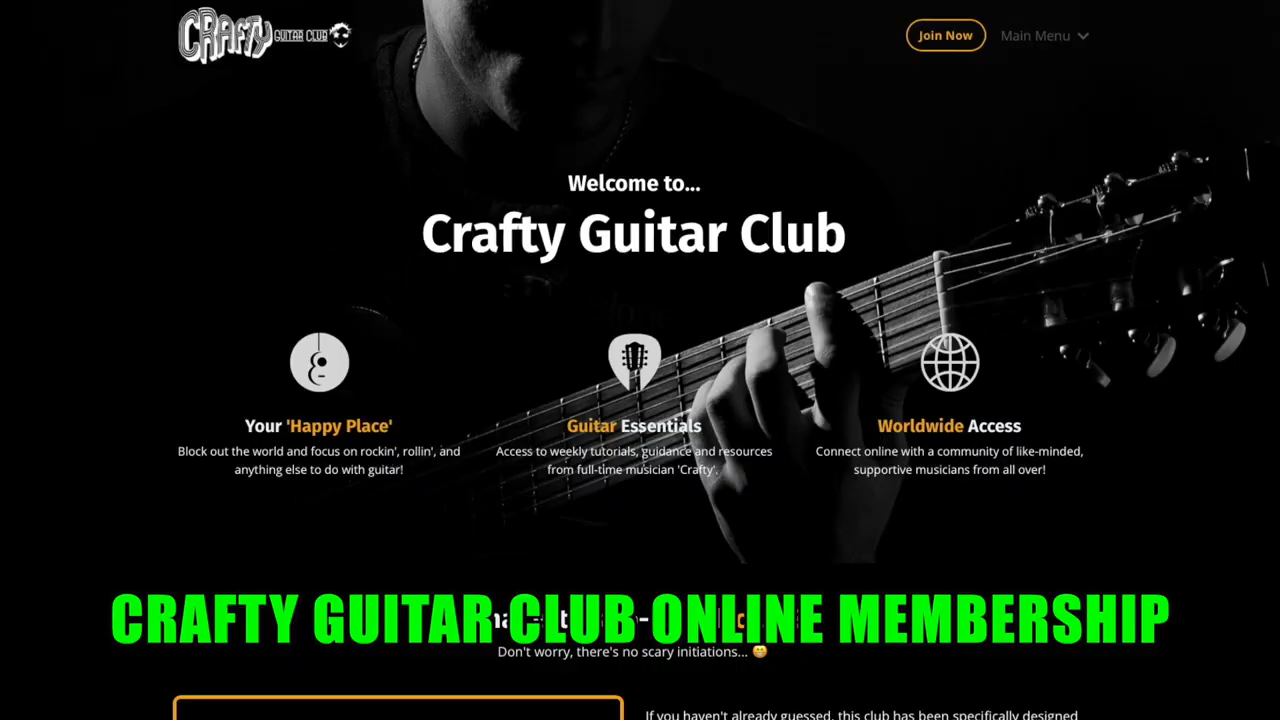 CRAFTY GUITAR CLUB
Join Now
Main Menu
Welcome to...
Crafty Guitar Club
Your 'Happy Place'
Block out the world and focus on rockin', rollin', and
anything else to do with guitar!
Guitar Essentials
Access to weekly tutorials, guidance and resources
from full-time musician 'Crafty'.
Worldwide Access
Connect online with a community of like-minded,
supportive musicians from all over!
CRAFTY GUITAR CLUB ONLINE MEMBERSHIP
Don't worry, there's no scary initiations... 😁
If you haven't already guessed, this club has been specifically designed